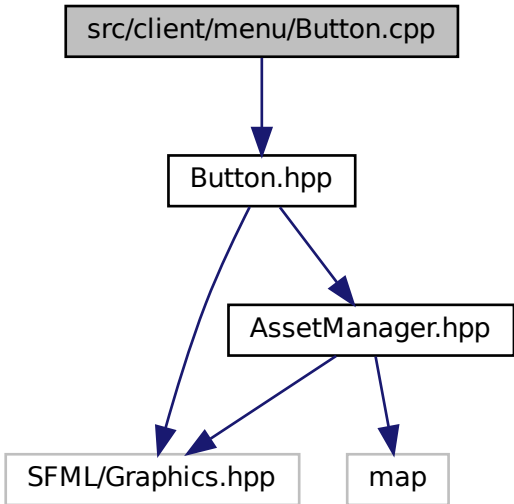 src/client/menu/Button.cpp
Button.hpp
AssetManager.hpp
SFML/Graphics.hpp
map